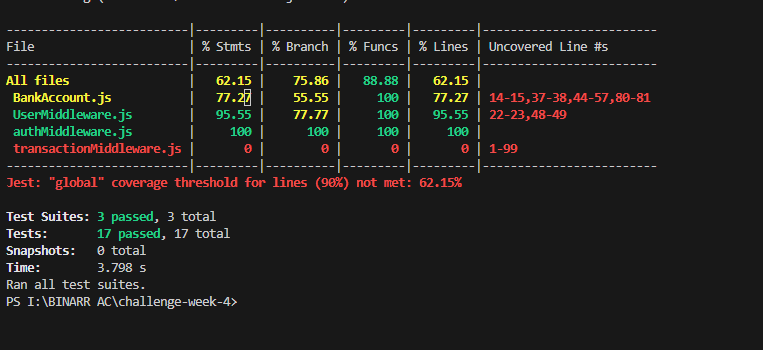 --------------------------|---------|----------|---------|---------|-------------------------
File                      | % Stmts | % Branch | % Funcs | % Lines | Uncovered Line #s
--------------------------|---------|----------|---------|---------|-------------------------
All files                 |   62.15 |    75.86 |   88.88 |   62.15 |
 BankAccount.js           |   77.27 |    55.55 |     100 |   77.27 | 14-15,37-38,44-57,80-81
 UserMiddleware.js        |   95.55 |    77.77 |     100 |   95.55 | 22-23,48-49
 authMiddleware.js        |     100 |      100 |     100 |     100 |
 transactionMiddleware.js |       0 |        0 |       0 |       0 | 1-99
--------------------------|---------|----------|---------|---------|-------------------------
Jest: "global" coverage threshold for lines (90%) not met: 62.15%
Test Suites: 3 passed, 3 total
Tests:       17 passed, 17 total
Snapshots:   0 total
Time:        3.798 s
Ran all test suites.
PS I:\BINARR AC\challenge-week-4>